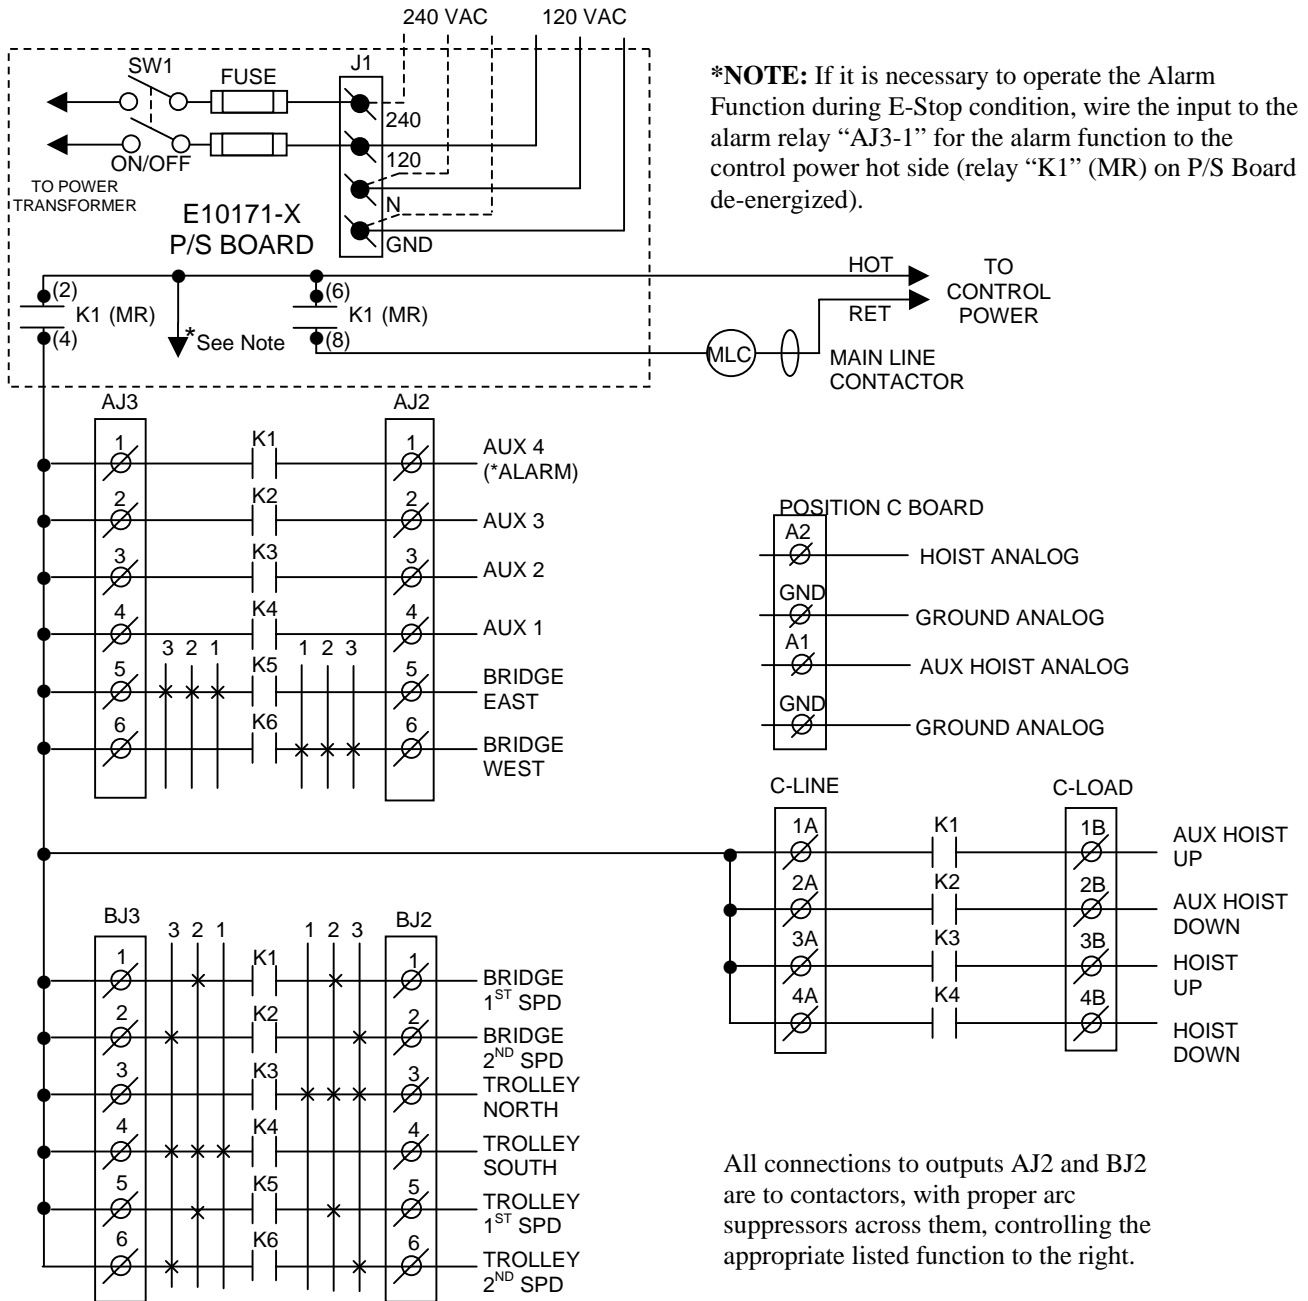 240 VAC 120 VAC
SW1
FUSE
J1
240
120
N
GND
ON/OFF
TO POWER
TRANSFORMER
E10171-X
P/S BOARD
*NOTE: If it is necessary to operate the Alarm
Function during E-Stop condition, wire the input to the
alarm relay “AJ3-1” for the alarm function to the
control power hot side (relay “K1” (MR) on P/S Board
de-energized).
(2)
K1 (MR)
(4)
*See Note
(6)
K1 (MR)
(8)
HOT
RET
TO
CONTROL
POWER
MLC
MAIN LINE
CONTACTOR
AJ3 AJ2
1 K1 1 AUX 4
(*ALARM)
2 K2 2 AUX 3
3 K3 3 AUX 2
4 K4 4 AUX 1
3 2 1 1 2 3
5 K5 5 BRIDGE
EAST
6 K6 6 BRIDGE
WEST
POSITION C BOARD
A2 HOIST ANALOG
GND GROUND ANALOG
A1 AUX HOIST ANALOG
GND GROUND ANALOG
C-LINE C-LOAD
1A K1 1B AUX HOIST
UP
2A K2 2B AUX HOIST
DOWN
3A K3 3B HOIST
UP
4A K4 4B HOIST
DOWN
BJ3 3 2 1 1 2 3 BJ2
1 K1 1 BRIDGE
1ST SPD
2 K2 2 BRIDGE
2ND SPD
3 K3 3 TROLLEY
NORTH
4 K4 4 TROLLEY
SOUTH
5 K5 5 TROLLEY
1ST SPD
6 K6 6 TROLLEY
2ND SPD
All connections to outputs AJ2 and BJ2
are to contactors, with proper arc
suppressors across them, controlling the
appropriate listed function to the right.